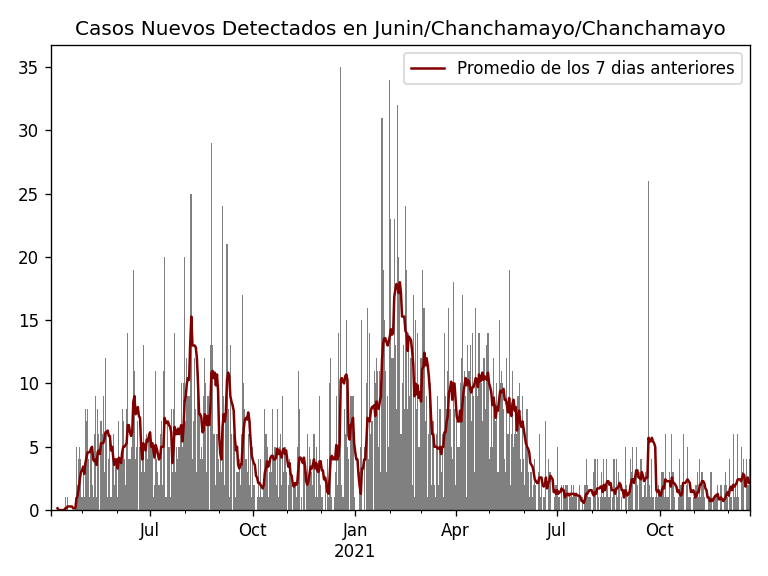 Casos Nuevos Detectados en Junin/Chanchamayo/Chanchamayo
Promedio de los 7 dias anteriores
35
30
25
20
15
10
5
0
Jul
Oct
Jan
2021
Apr
Jul
Oct